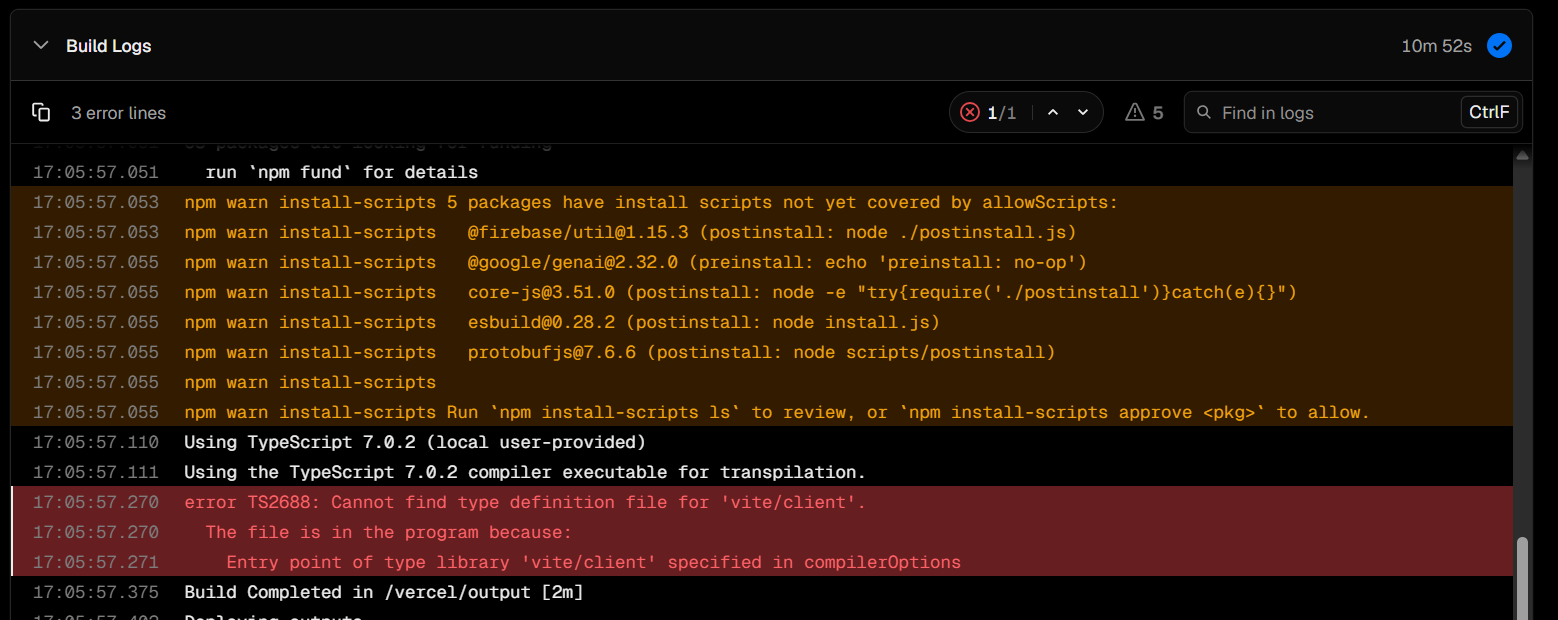 Build Logs
10m 52s
3 error lines
1/1
5
Find in logs
CtrlF
17:05:57.051 run `npm fund` for details
17:05:57.053 npm warn install-scripts 5 packages have install scripts not yet covered by allowScripts:
17:05:57.053 npm warn install-scripts   @firebase/util@1.15.3 (postinstall: node ./postinstall.js)
17:05:57.055 npm warn install-scripts   @google/genai@2.32.0 (preinstall: echo 'preinstall: no-op')
17:05:57.055 npm warn install-scripts   core-js@3.51.0 (postinstall: node -e "try{require('./postinstall')}catch(e){}")
17:05:57.055 npm warn install-scripts   esbuild@0.28.2 (postinstall: node install.js)
17:05:57.055 npm warn install-scripts   protobufjs@7.6.6 (postinstall: node scripts/postinstall)
17:05:57.055 npm warn install-scripts
17:05:57.055 npm warn install-scripts Run `npm install-scripts ls` to review, or `npm install-scripts approve <pkg>` to allow.
17:05:57.110 Using TypeScript 7.0.2 (local user-provided)
17:05:57.111 Using the TypeScript 7.0.2 compiler executable for transpilation.
17:05:57.270 error TS2688: Cannot find type definition file for 'vite/client'.
17:05:57.270   The file is in the program because:
17:05:57.271     Entry point of type library 'vite/client' specified in compilerOptions
17:05:57.375 Build Completed in /vercel/output [2m]
Deploying outputs